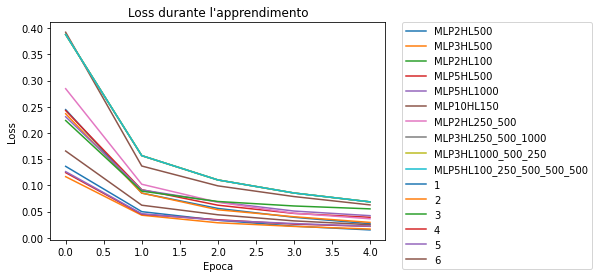 Loss durante l'apprendimento
0.40
0.35
0.30
0.25
0.20
0.15
0.10
0.05
0.00
Loss
0.0 0.5 1.0 1.5 2.0 2.5 3.0 3.5 4.0
Epoca
MLP2HL500
MLP3HL500
MLP2HL100
MLP5HL500
MLP5HL1000
MLP10HL150
MLP2HL250_500
MLP3HL250_500_1000
MLP3HL1000_500_250
MLP5HL100_250_500_500_500
1
2
3
4
5
6